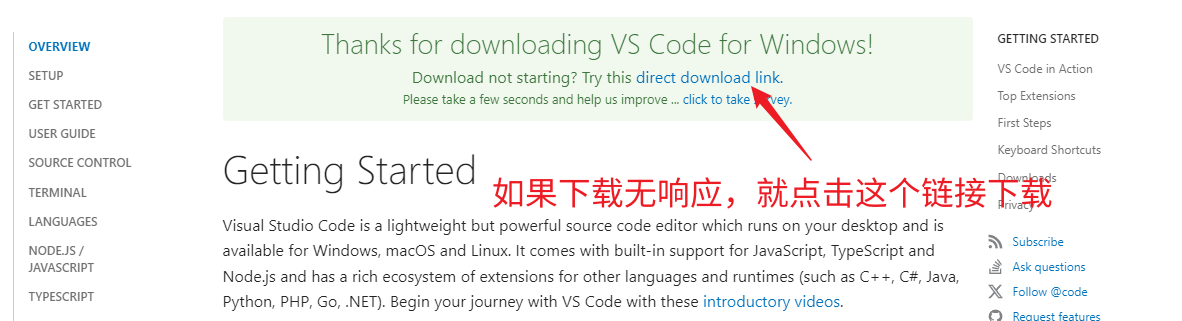 OVERVIEW
SETUP
GET STARTED
USER GUIDE
SOURCE CONTROL
TERMINAL
LANGUAGES
NODE.JS /
JAVASCRIPT
TYPESCRIPT
Thanks for downloading VS Code for Windows!
Download not starting? Try this direct download link.
Please take a few seconds and help us improve ... click to take survey.
Getting Started
如果下载无响应，就点击这个链接下载
Visual Studio Code is a lightweight but powerful source code editor which runs on your desktop and is
available for Windows, macOS and Linux. It comes with built-in support for JavaScript, TypeScript and
Node.js and has a rich ecosystem of extensions for other languages and runtimes (such as C++, C#, Java,
Python, PHP, Go, .NET). Begin your journey with VS Code with these introductory videos.
GETTING STARTED
VS Code in Action
Top Extensions
First Steps
Keyboard Shortcuts
Downloads
Privacy
Subscribe
Ask questions
Follow @code
Request features